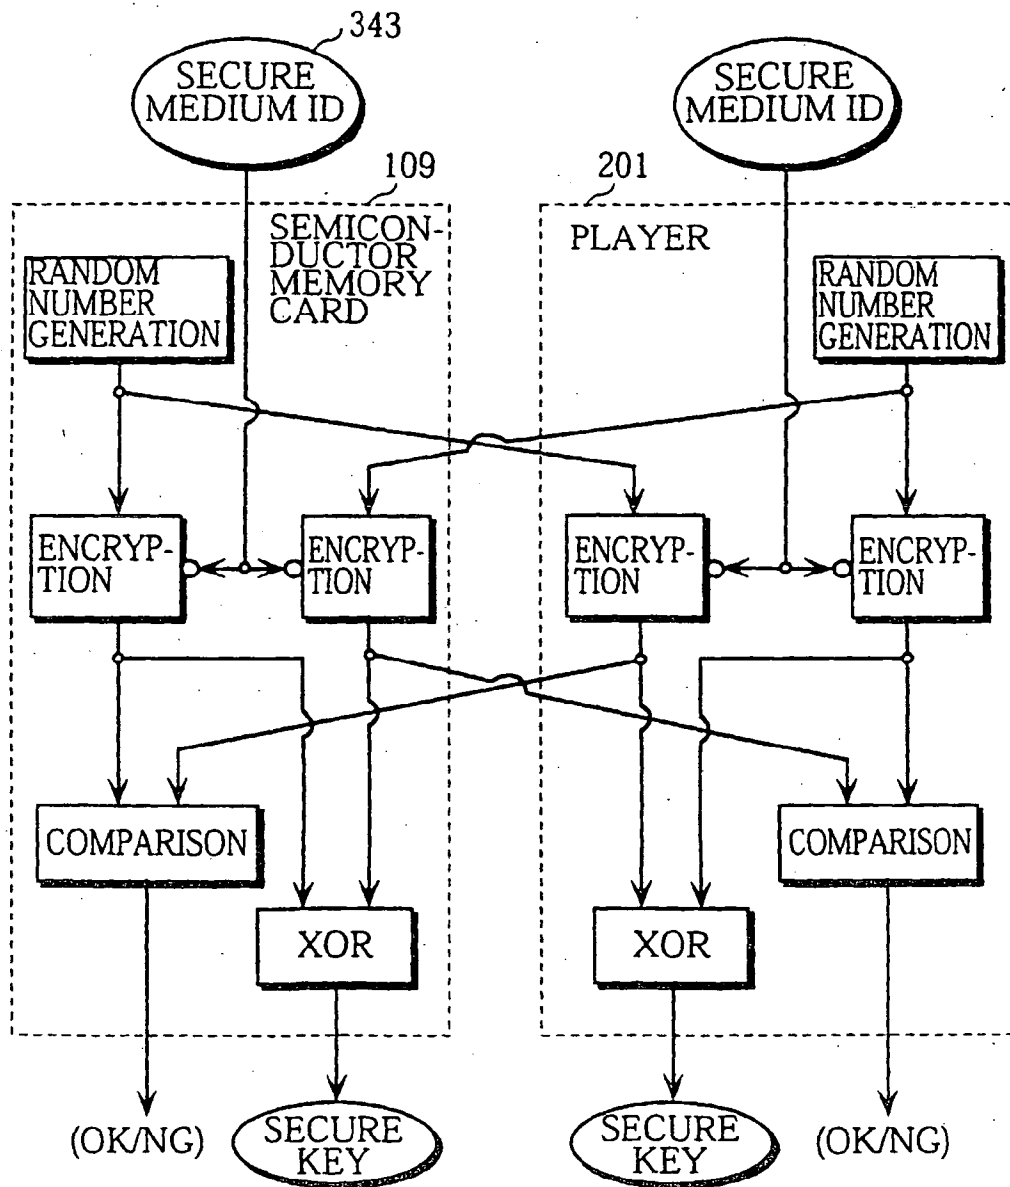 343
SECURE
MEDIUM ID
SECURE
MEDIUM ID
109
201
SEMICON-
DUCTOR
MEMORY
CARD
PLAYER
RANDOM
NUMBER
GENERATION
RANDOM
NUMBER
GENERATION
ENCRYP-
TION
ENCRYP-
TION
ENCRYP-
TION
ENCRYP-
TION
COMPARISON
COMPARISON
XOR
XOR
(OK/NG)
SECURE
KEY
SECURE
KEY
(OK/NG)